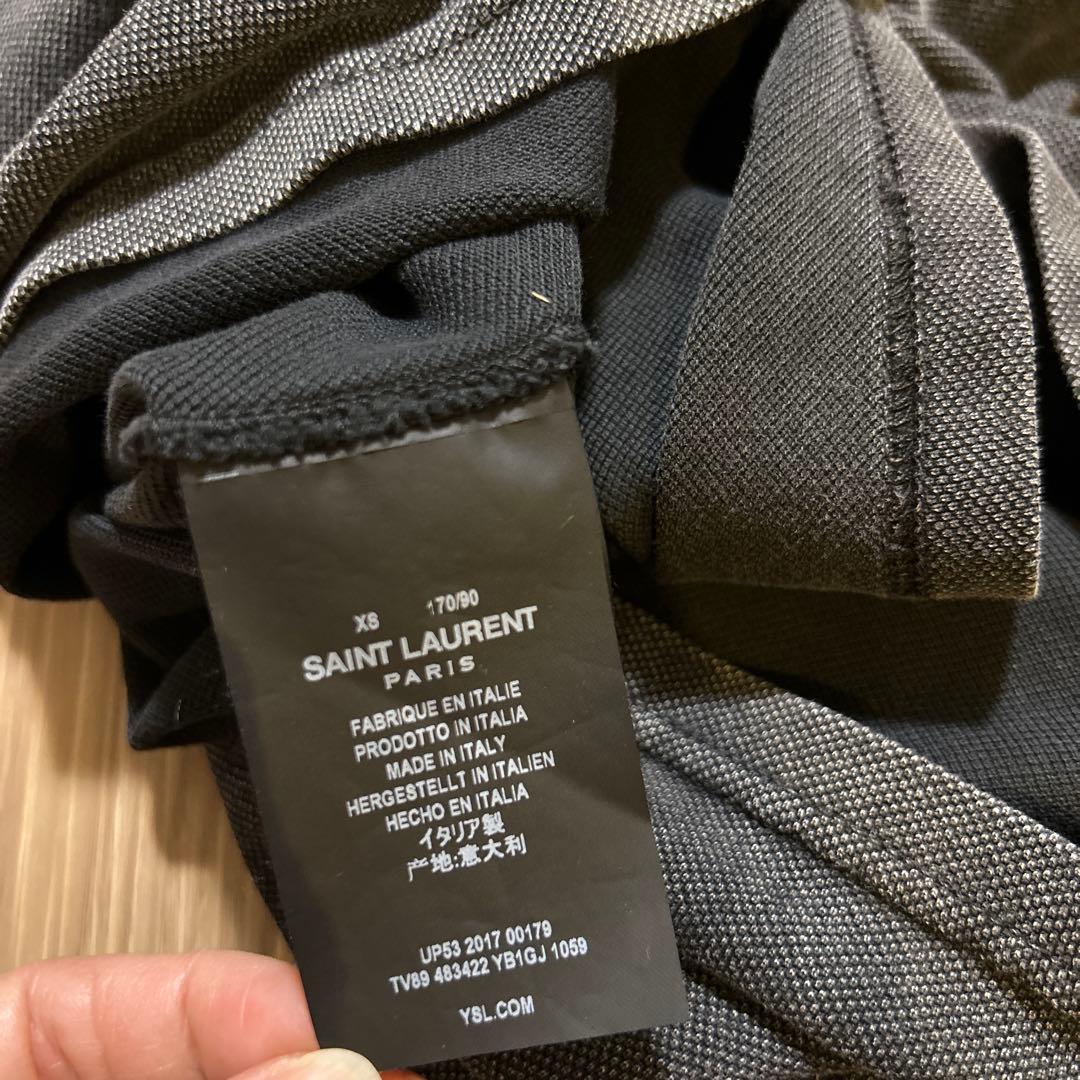 XS 170/90
SAINT LAURENT
PARIS
FABRIQUE EN ITALIE
PRODOTTO IN ITALIA
MADE IN ITALY
HERGESTELLT IN ITALIEN
HECHO EN ITALIA
イタリア製
产地:意大利
UP53 2017 00179
TV89 483422 YB1GJ 1059
YSL.COM